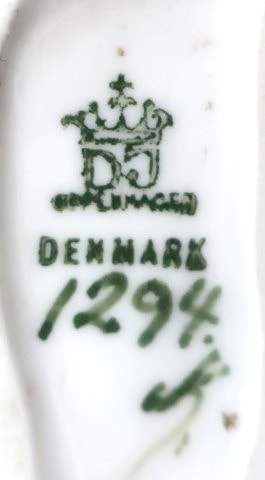 DJ
COPENHAGEN
DENMARK
1294.